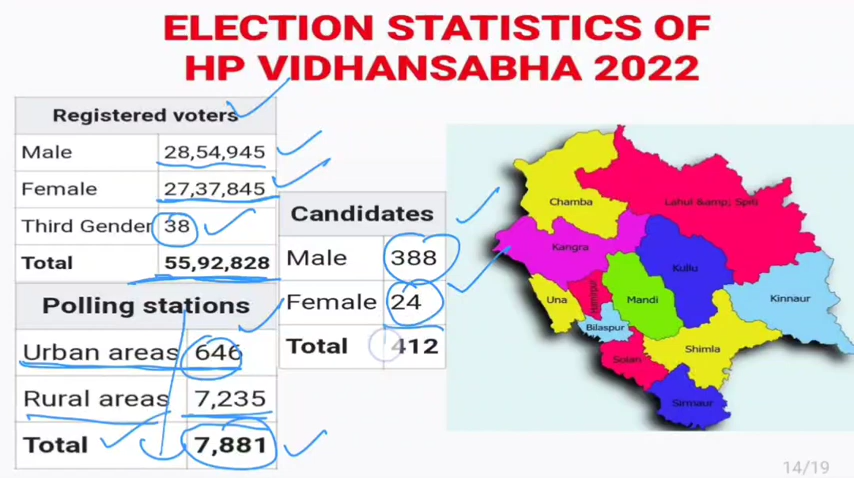 ELECTION STATISTICS OF
HP VIDHANSABHA 2022
Registered voters
Male 28,54,945
Female 27,37,845
Third Gender 38
Total 55,92,828
Polling stations
Urban areas 646
Rural areas 7,235
Total 7,881
Candidates
Male 388
Female 24
Total 412
Chamba
Lahul &amp; Spiti
Kangra
Kullu
Una
Mandi
Kinnaur
Bilaspur
Shimla
Solan
Sirmaur
14/19